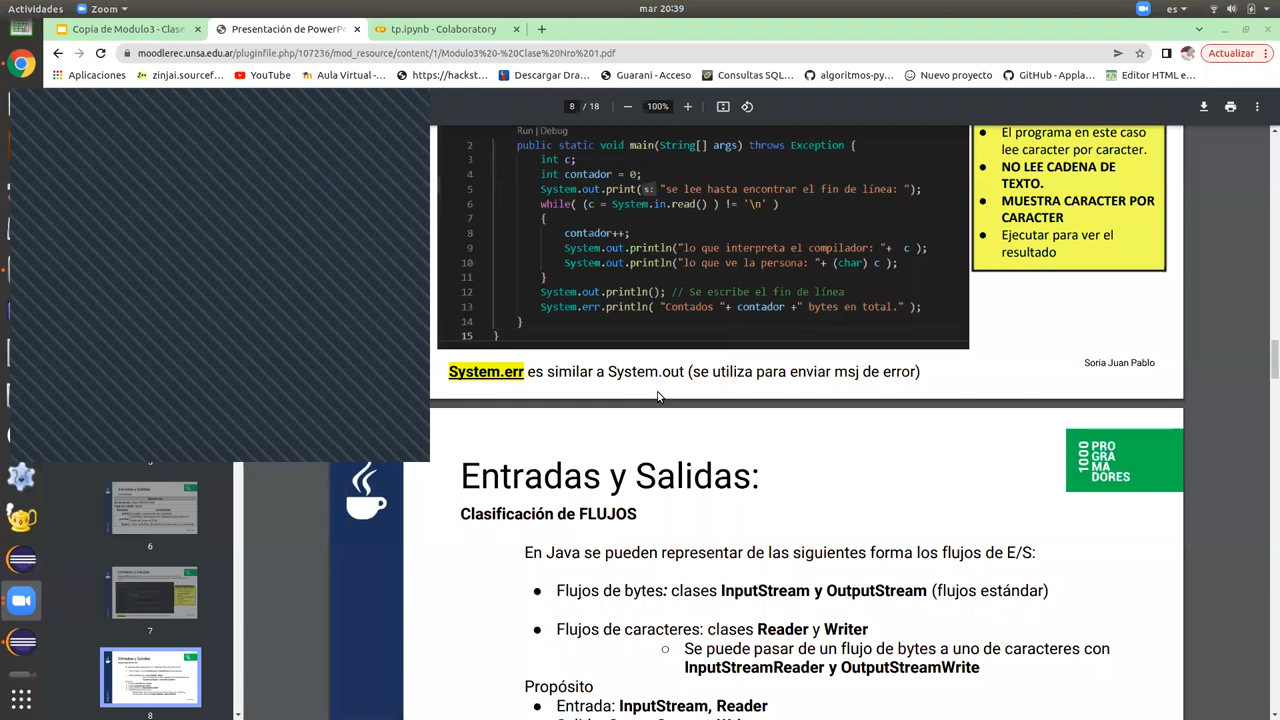 Actividades
Zoom
mar 20:39
es
Copia de Modulo3 - Clase
Presentación de PowerPo
tp.ipynb - Colaboratory
moodlerec.unsa.edu.ar/pluginfile.php/107236/mod_resource/content/1/Modulo3%20-%20Clase%20Nro%201.pdf
Actualizar
Aplicaciones
zinjai.sourcef...
YouTube
Aula Virtual -...
https://hackst...
Descargar Dra...
Guarani - Acceso
Consultas SQL...
algoritmos-py...
Nuevo proyecto
GitHub - Appla...
Editor HTML e...
8 / 18
100%
Run | Debug
2 public static void main(String[] args) throws Exception {
3 int c;
4 int contador = 0;
5 System.out.print(s: "se lee hasta encontrar el fin de línea: ");
6 while( (c = System.in.read() ) != '\n' )
7 {
8 contador++;
9 System.out.println("lo que interpreta el compilador: "+ c );
10 System.out.println("lo que ve la persona: "+ (char) c );
11 }
12 System.out.println(); // Se escribe el fin de línea
13 System.err.println( "Contados "+ contador +" bytes en total." );
14 }
15 }
● El programa en este caso
lee caracter por caracter.
● NO LEE CADENA DE
TEXTO.
● MUESTRA CARACTER POR
CARACTER
● Ejecutar para ver el
resultado
Soria Juan Pablo
System.err es similar a System.out (se utiliza para enviar msj de error)
1000
PRO
GRA
MA
DORES
Entradas y Salidas:
Clasificación de FLUJOS
En Java se pueden representar de las siguientes forma los flujos de E/S:
● Flujos de bytes: clases InputStream y OutputStream (flujos estándar)
● Flujos de caracteres: clases Reader y Writer
○ Se puede pasar de un flujo de bytes a uno de caracteres con
InputStreamReader y OutputStreamWrite
Propósito
● Entrada: InputStream, Reader
6
7
8